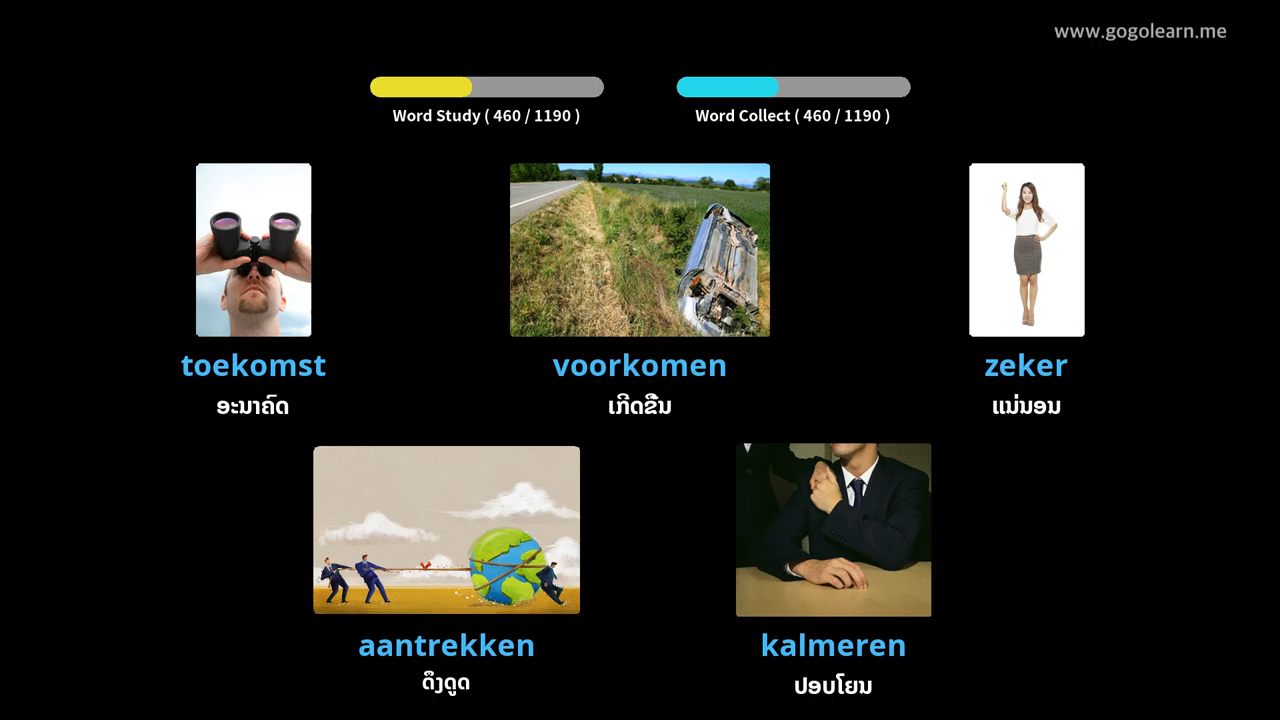 www.gogolearn.me
Word Study ( 460 / 1190 )
Word Collect ( 460 / 1190 )
toekomst
ອະນາຄົດ
voorkomen
ເກີດຂຶ້ນ
zeker
ແນ່ນອນ
aantrekken
ດຶງດູດ
kalmeren
ປອບໂຍນ